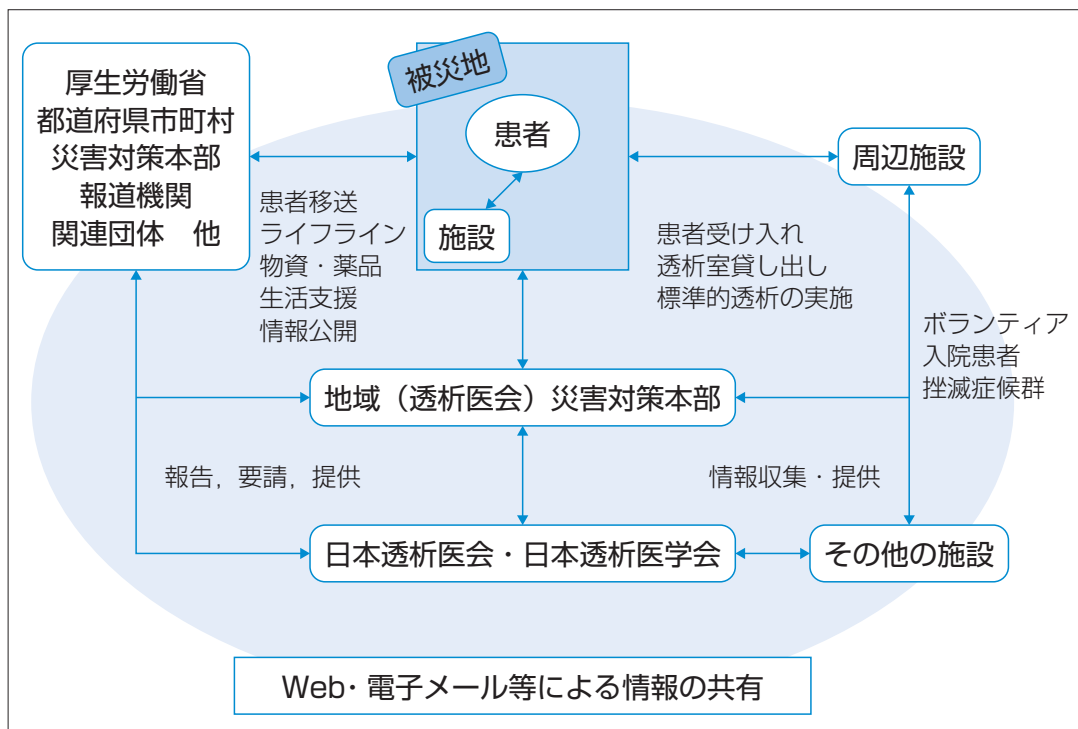 厚生労働省
都道府県市町村
災害対策本部
報道機関
関連団体　他
被災地
患者
施設
周辺施設
患者移送
ライフライン
物資・薬品
生活支援
情報公開
患者受け入れ
透析室貸し出し
標準的透析の実施
ボランティア
入院患者
挫滅症候群
地域（透析医会）災害対策本部
報告，要請，提供
情報収集・提供
日本透析医会・日本透析医学会
その他の施設
Web・電子メール等による情報の共有